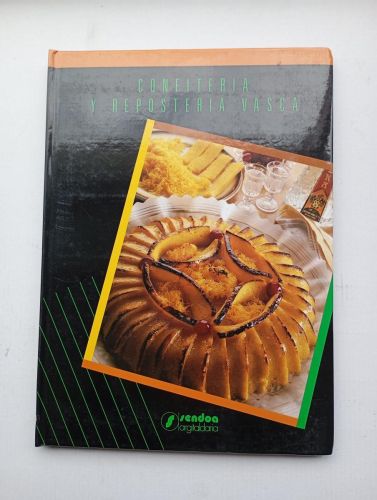 CONFITERIA
Y REPOSTERIA VASCA
sendoa
argitaldaria